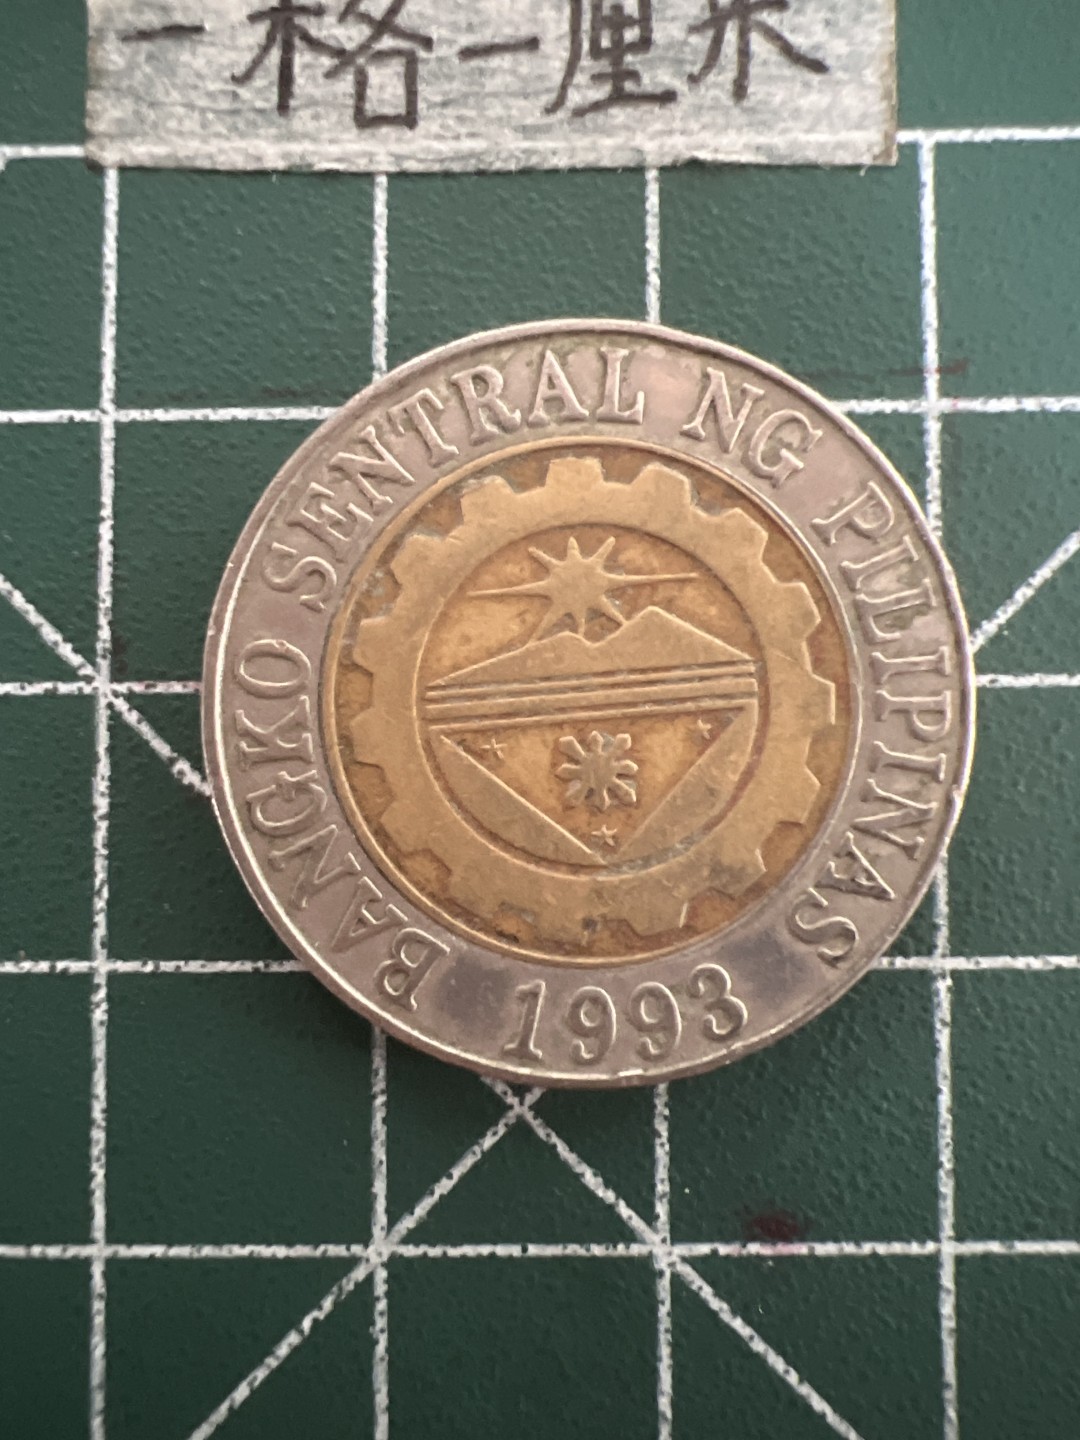 一格一厘米
BANGKO SENTRAL NG PILIPINAS
1993